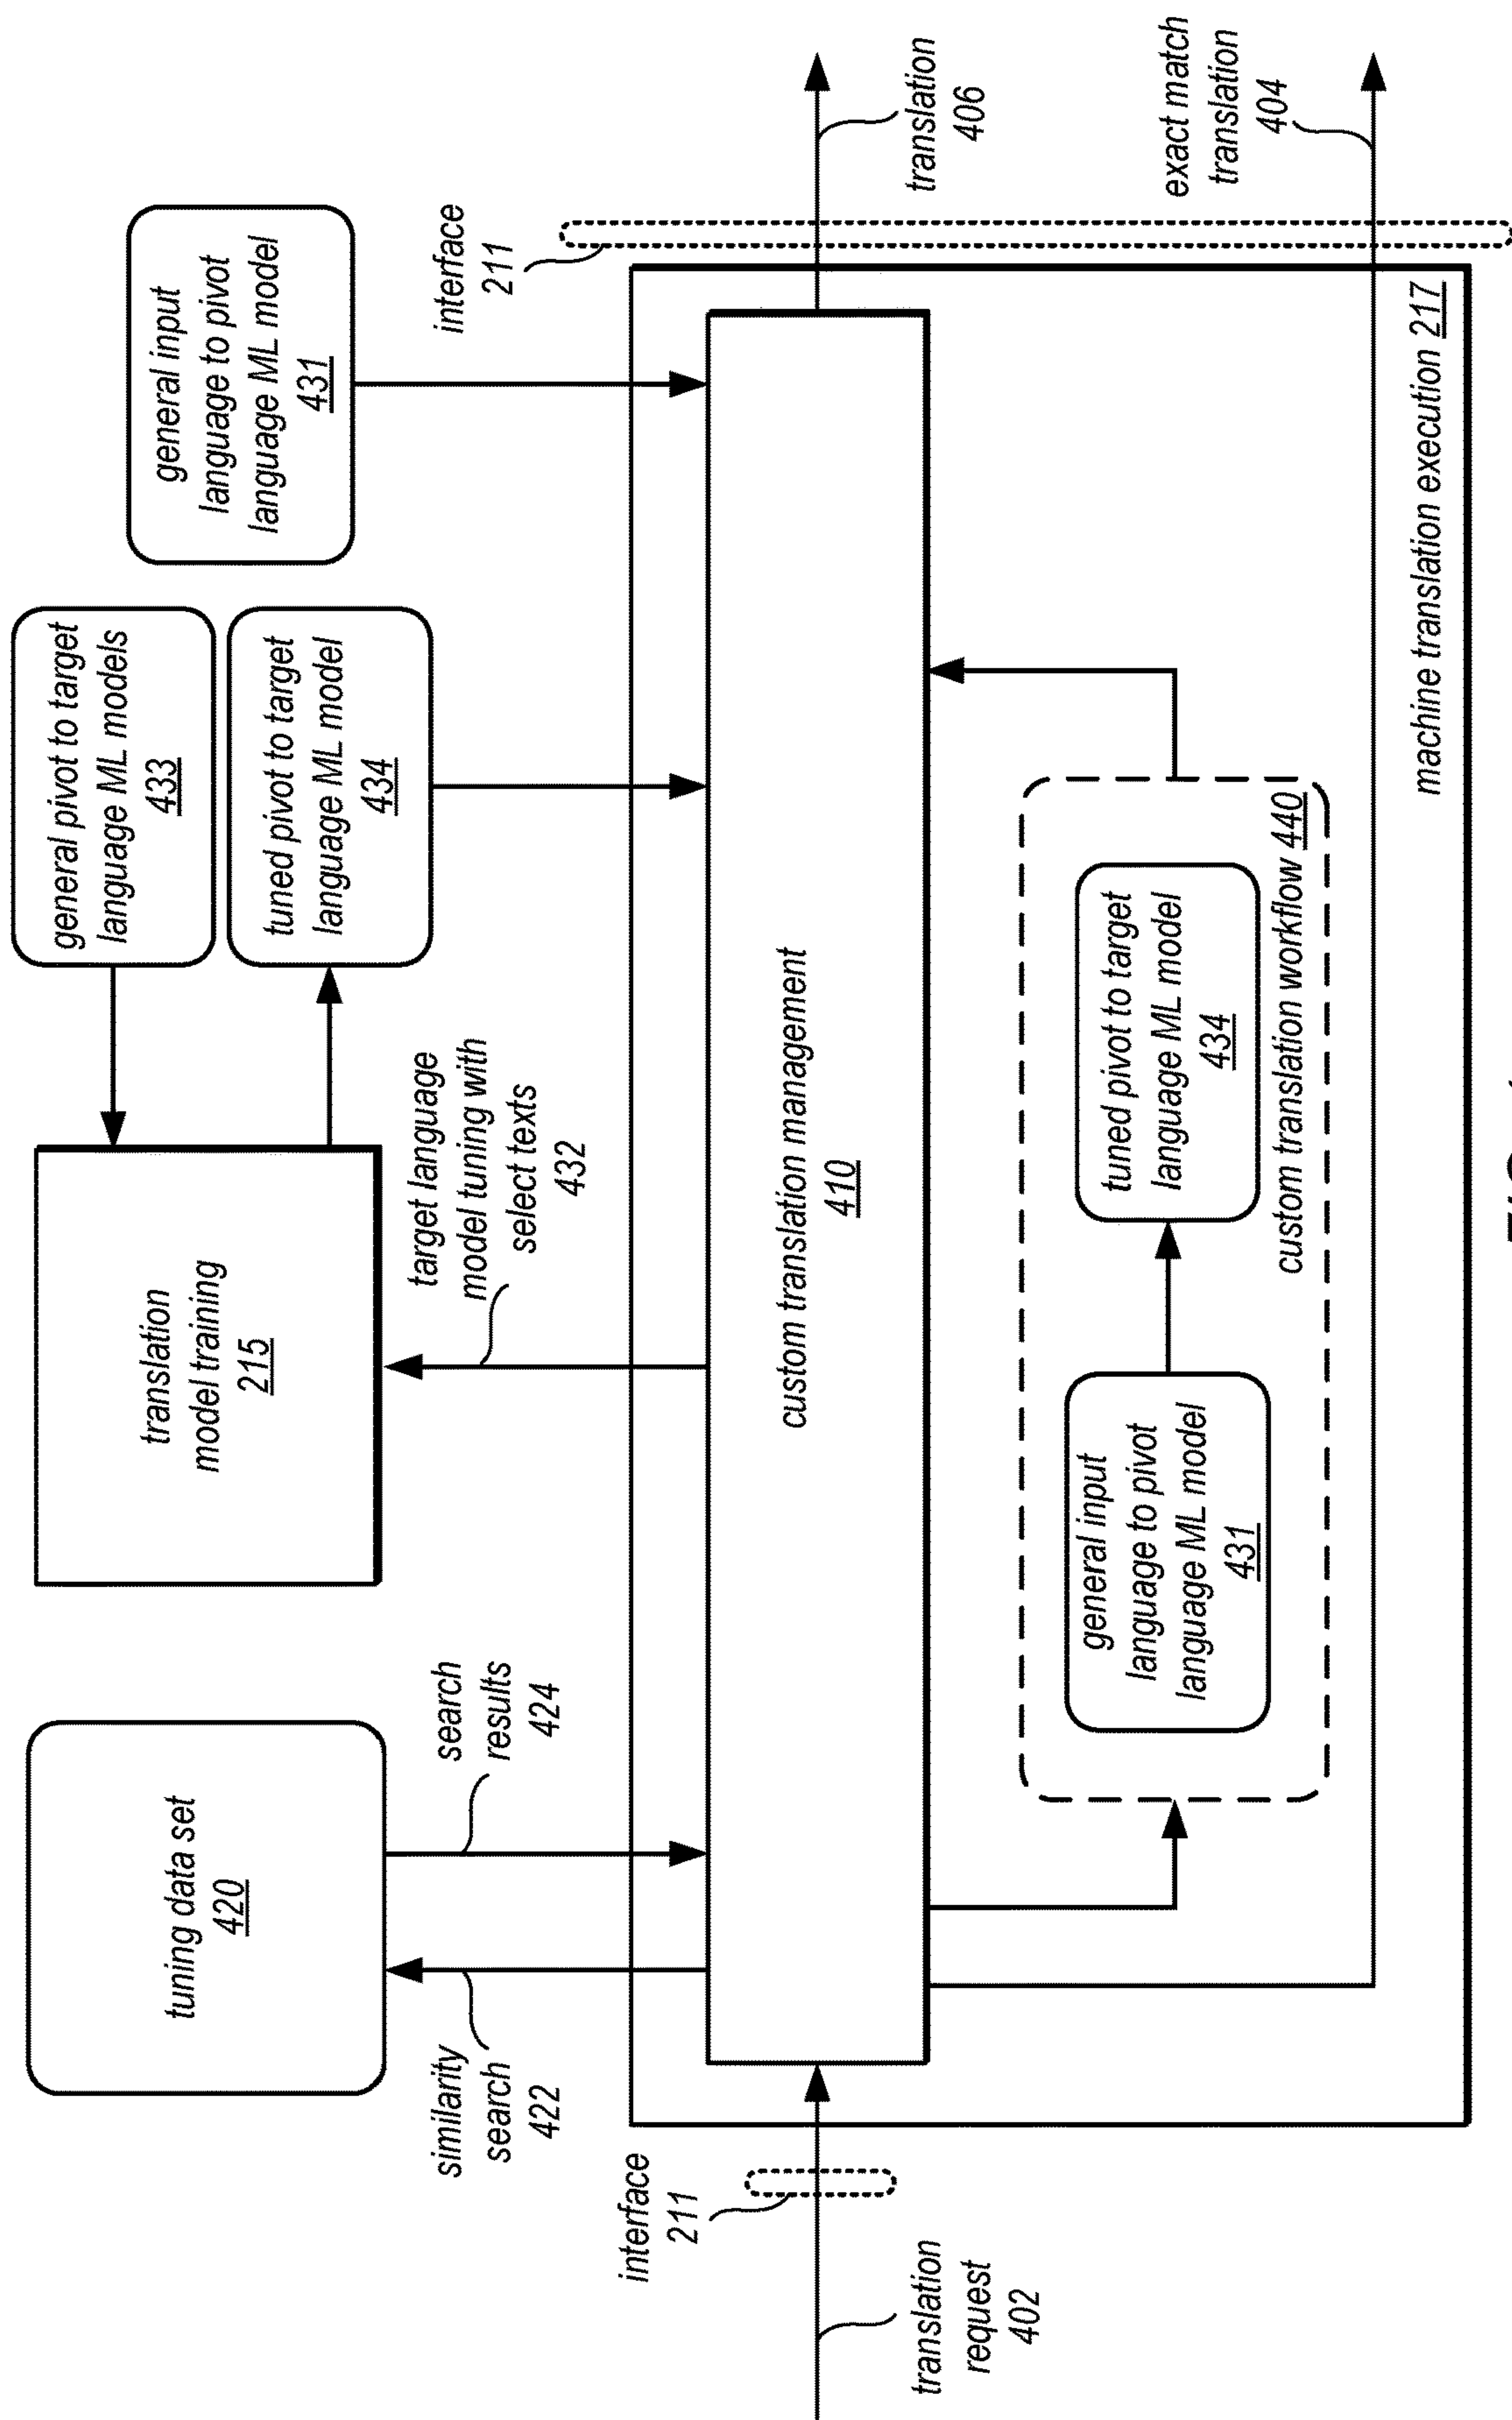 tuning data set
420
translation
model training
215
general pivot to target
language ML models
433
tuned pivot to target
language ML model
434
general input
language to pivot
language ML model
431
similarity
search
422
search
results
424
target language
model tuning with
select texts
432
interface
211
interface
211
translation
request
402
custom translation management
410
translation
406
general input
language to pivot
language ML model
431
tuned pivot to target
language ML model
434
custom translation workflow 440
exact match
translation
404
machine translation execution 217